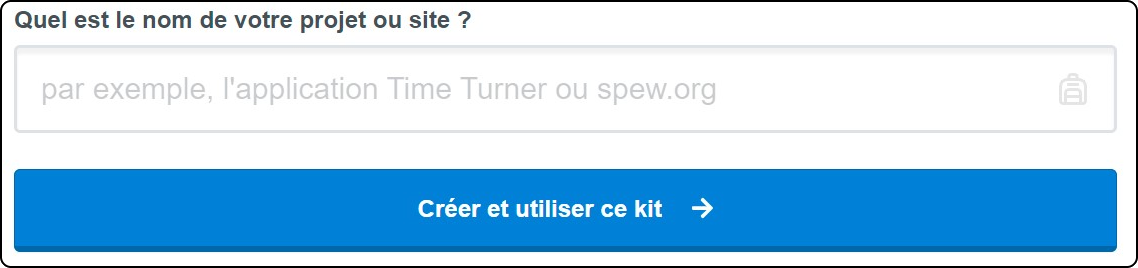 Quel est le nom de votre projet ou site ?
par exemple, l'application Time Turner ou spew.org
Créer et utiliser ce kit